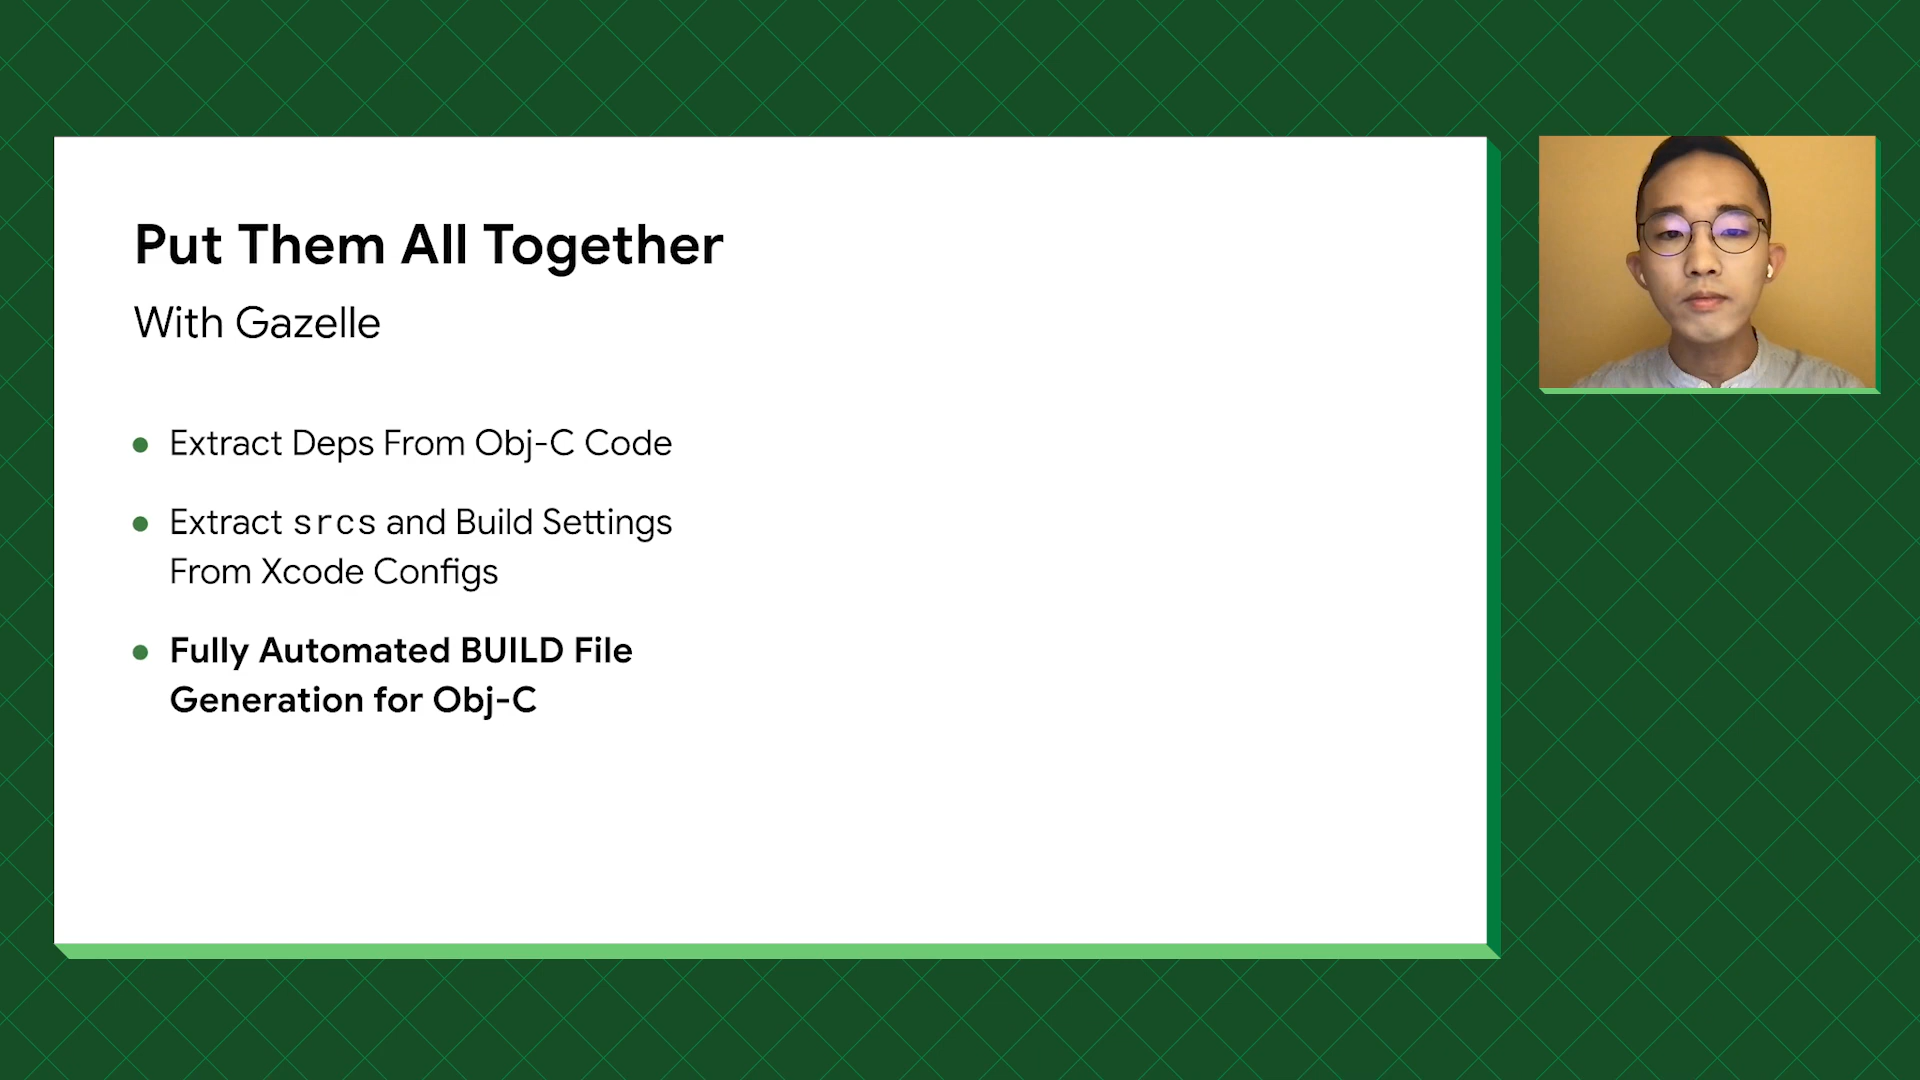 Put Them All Together
With Gazelle
Extract Deps From Obj-C Code
Extract srcs and Build Settings
From Xcode Configs
Fully Automated BUILD File
Generation for Obj-C